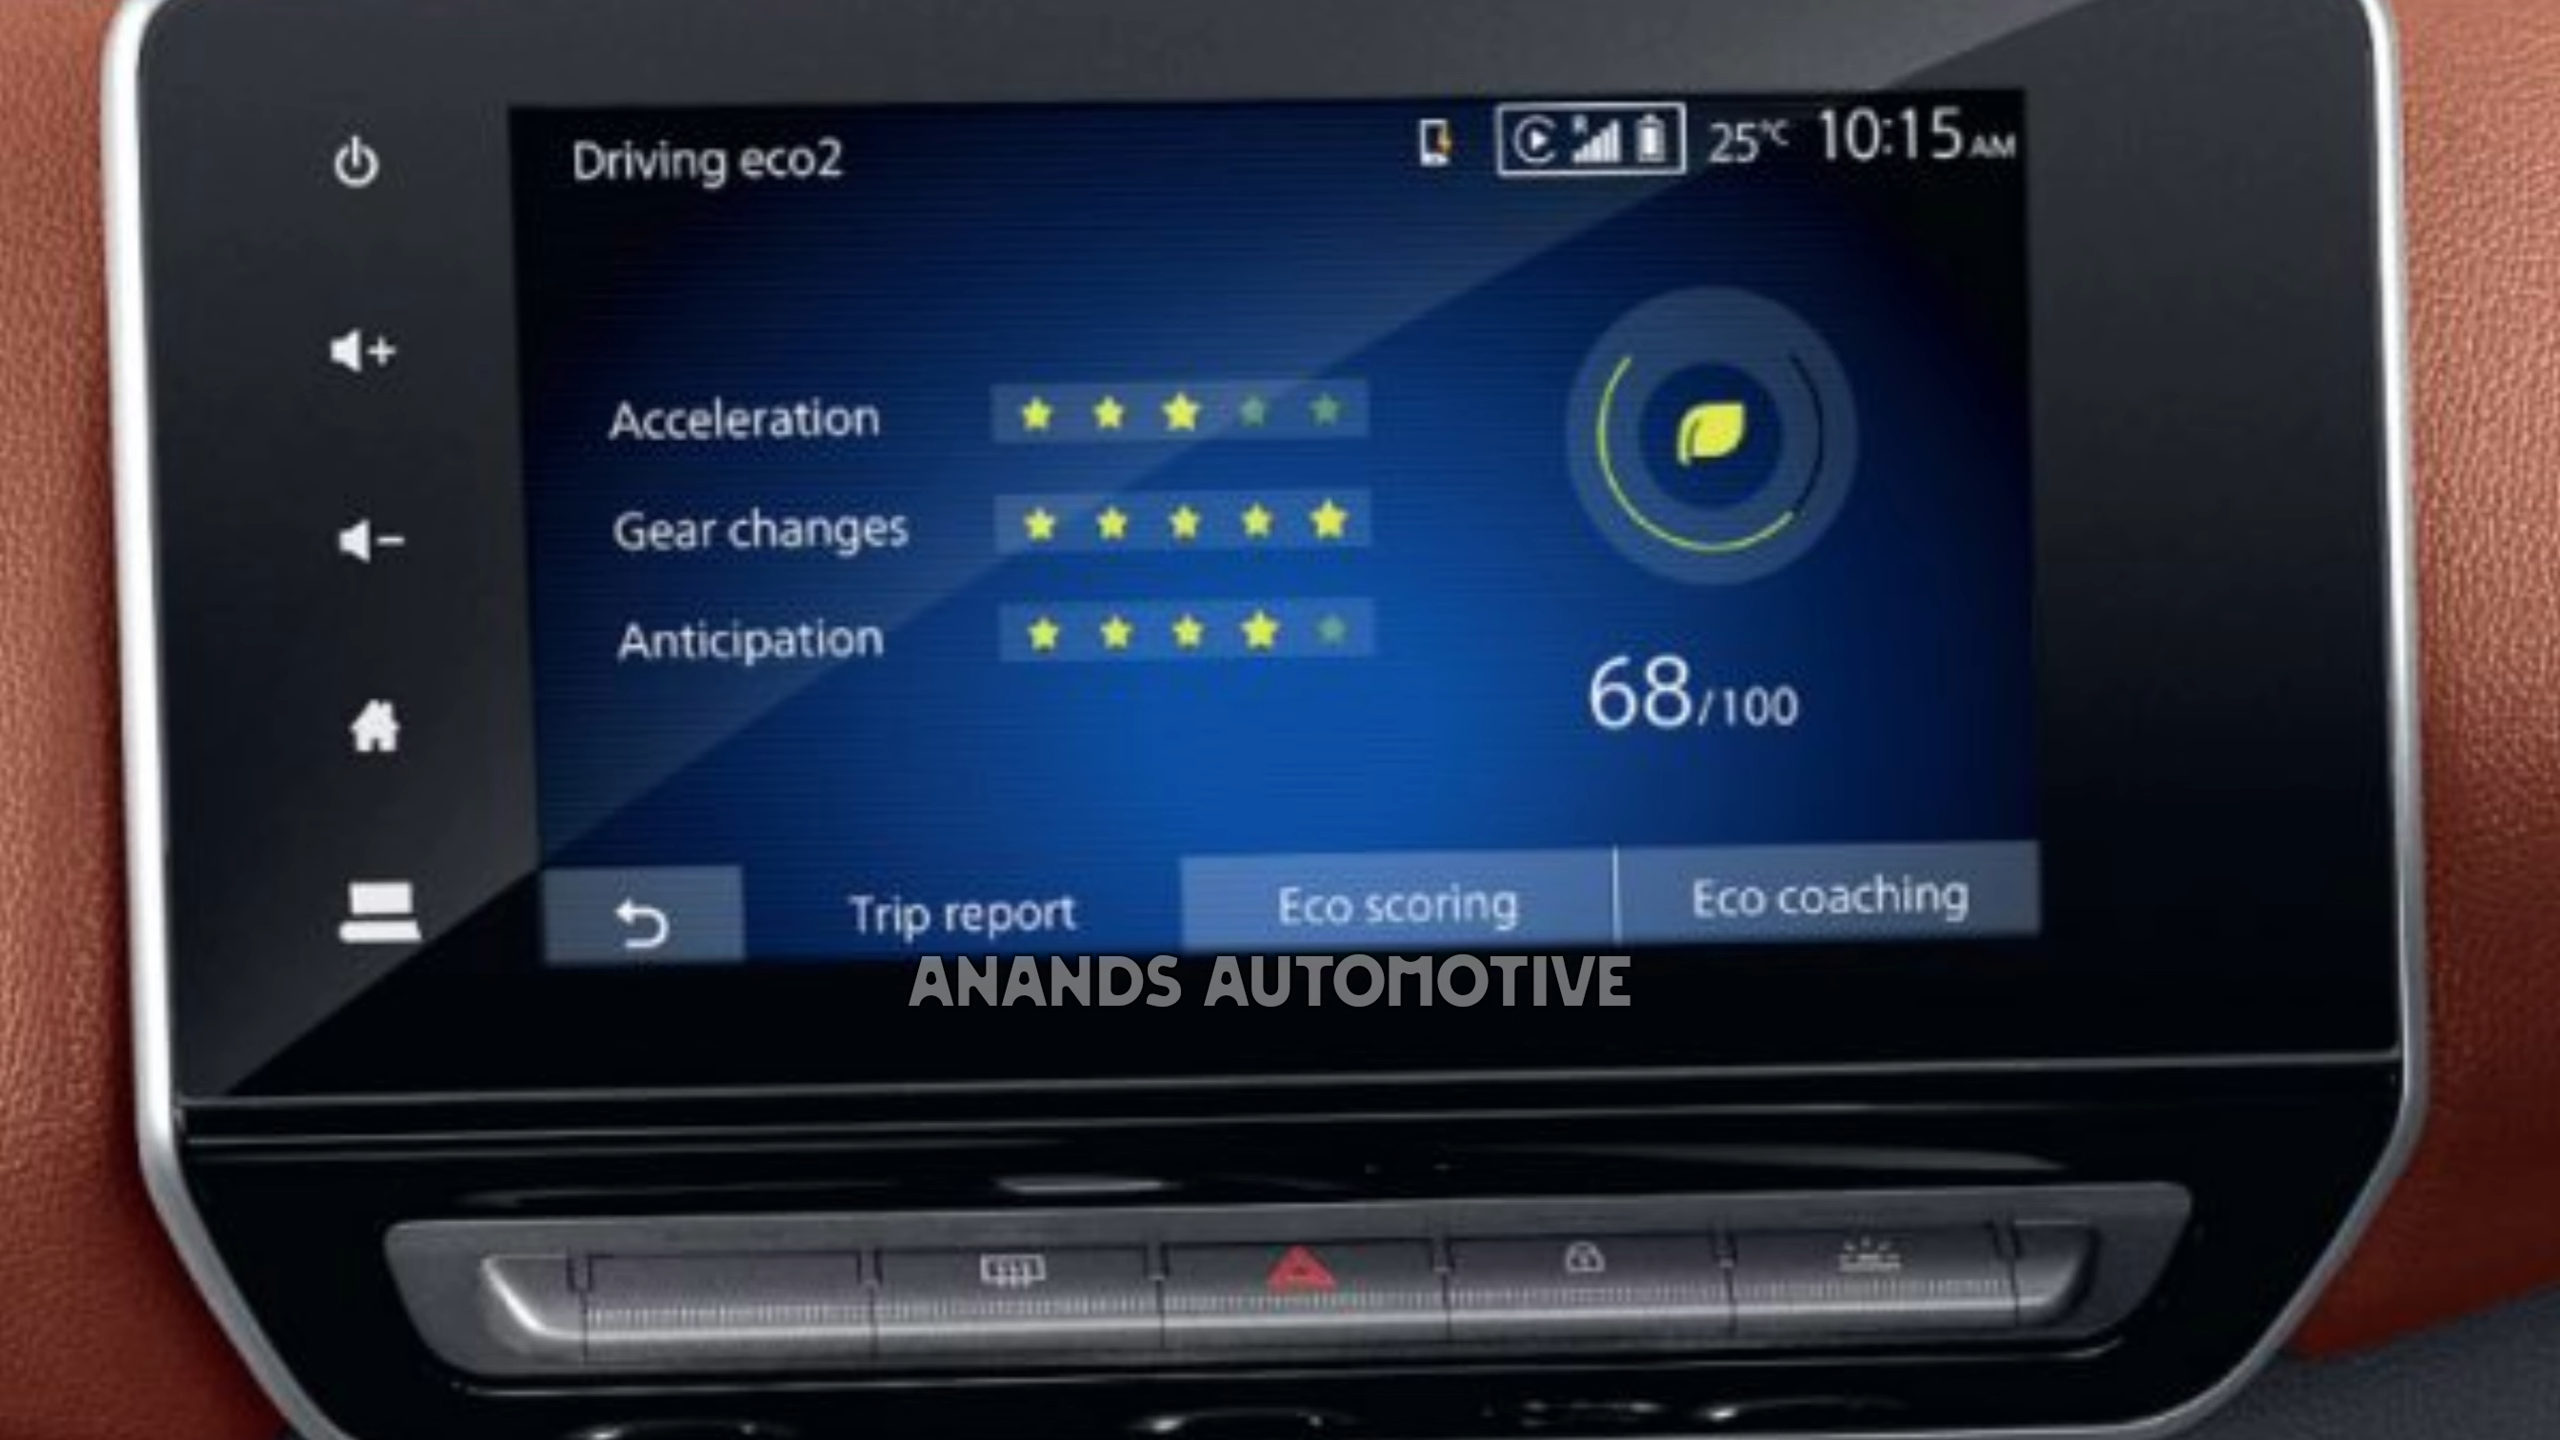 Driving eco2
25°C 10:15 AM
Acceleration
Gear changes
Anticipation
68/100
Trip report
Eco scoring
Eco coaching
ANANDS AUTOMOTIVE